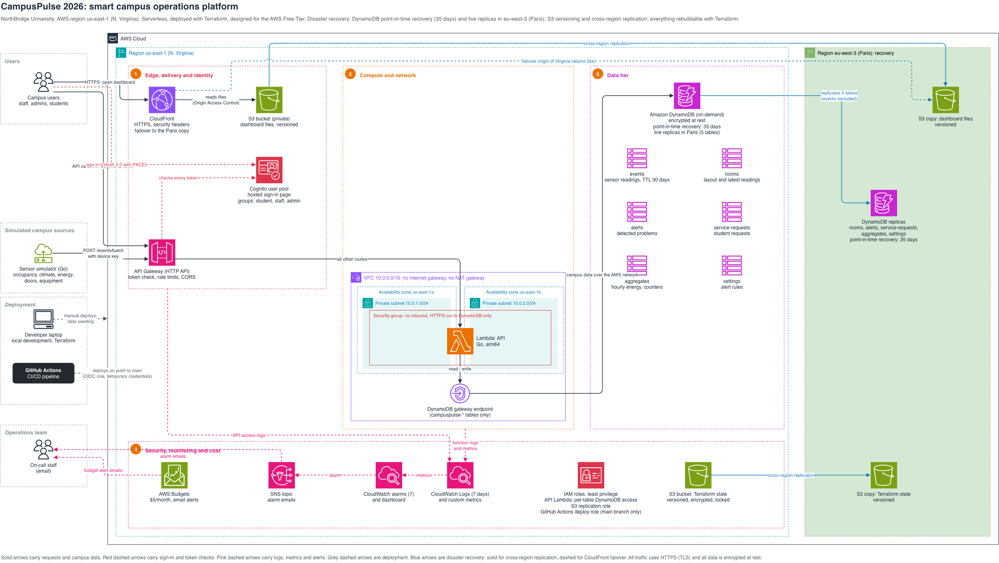 CampusPulse 2026: smart campus operations platform
NorthBridge University. AWS region us-east-1 (N. Virginia). Serverless, deployed with Terraform, designed for the AWS Free Tier. Disaster recovery: DynamoDB point-in-time recovery (35 days) and live replicas in eu-west-3 (Paris); S3 versioning and cross-region replication; everything rebuildable with Terraform.
aws
AWS Cloud
cross-region replication
Region us-east-1 (N. Virginia)
Region eu-west-3 (Paris): recovery
failover origin (if Virginia returns 5xx)
Users
Campus users
staff, admins, students
HTTPS: open dashboard
1
Edge, delivery and identity
CloudFront
HTTPS, security headers
failover to the Paris copy
reads files
(Origin Access Control)
S3 bucket (private)
dashboard files, versioned
sign in (OAuth 2.0 with PKCE)
API
checks every token
Cognito user pool
hosted sign-in page
groups: student, staff, admin
Simulated campus sources
Sensor simulator (Go)
occupancy, climate, energy,
doors, equipment
POST /events/batch
with device key
API Gateway (HTTP API)
token check, rate limits, CORS
all other routes
2
Compute and network
VPC 10.0.0.0/16: no internet gateway, no NAT gateway
Availability zone us-east-1a
Availability zone us-east-1b
Private subnet 10.0.1.0/24
Private subnet 10.0.2.0/24
Security group: no inbound, HTTPS out to DynamoDB only
Lambda: API
Go, arm64
read / write
DynamoDB gateway endpoint
(campuspulse-* tables only)
campus data over the AWS network
3
Data tier
Amazon DynamoDB (on-demand)
encrypted at rest
point-in-time recovery: 35 days
live replicas in Paris (5 tables)
events
sensor readings, TTL 30 days
rooms
layout and latest readings
alerts
detected problems
service-requests
student requests
aggregates
hourly energy, counters
settings
alert rules
replicates 5 tables
(events excluded)
S3 copy: dashboard files
versioned
DynamoDB replicas
rooms, alerts, service-requests,
aggregates, settings
point-in-time recovery: 35 days
Deployment
Developer laptop
local development, Terraform
manual deploys,
data seeding
GitHub Actions
CI/CD pipeline
deploys on push to main
(OIDC role, temporary credentials)
Operations team
On-call staff
(email)
API access logs
function logs
and metrics
4
Security, monitoring and cost
alarm emails
budget alert emails
AWS Budgets
$5/month, email alerts
SNS topic
alarm emails
alarm
CloudWatch alarms (7)
and dashboard
metrics
CloudWatch Logs (7 days)
and custom metrics
IAM roles, least privilege
API Lambda: per-table DynamoDB access
S3 replication role
GitHub Actions deploy role (main branch only)
S3 bucket: Terraform state
versioned, encrypted, locked
cross-region replication
S3 copy: Terraform state
versioned
Solid arrows carry requests and campus data. Red dashed arrows carry sign-in and token checks. Pink dashed arrows carry logs, metrics and alerts. Grey dashed arrows are deployment. Blue arrows are disaster recovery: solid for cross-region replication, dashed for CloudFront failover. All traffic uses HTTPS (TLS) and all data is encrypted at rest.